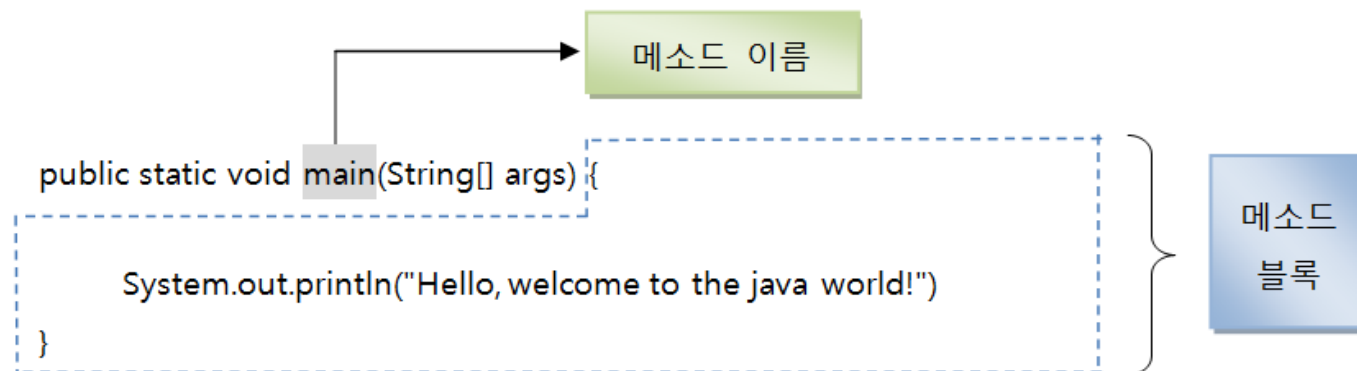 메소드 이름
public static void main(String[] args) {
메소드
블록
System.out.println("Hello, welcome to the java world!")
}